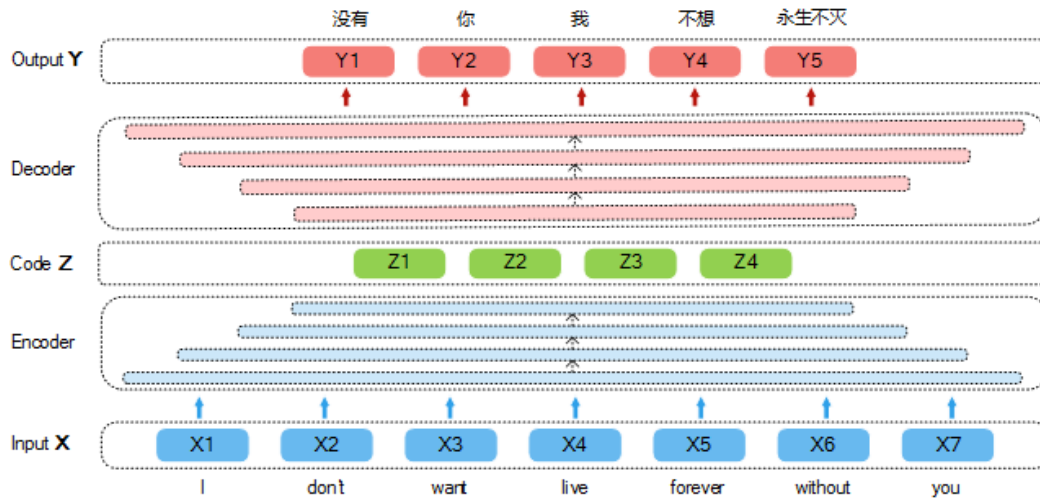 没有 你 我 不想 永生不灭
Output Y Y1 Y2 Y3 Y4 Y5
Decoder
Code Z Z1 Z2 Z3 Z4
Encoder
Input X X1 X2 X3 X4 X5 X6 X7
I don't want live forever without you